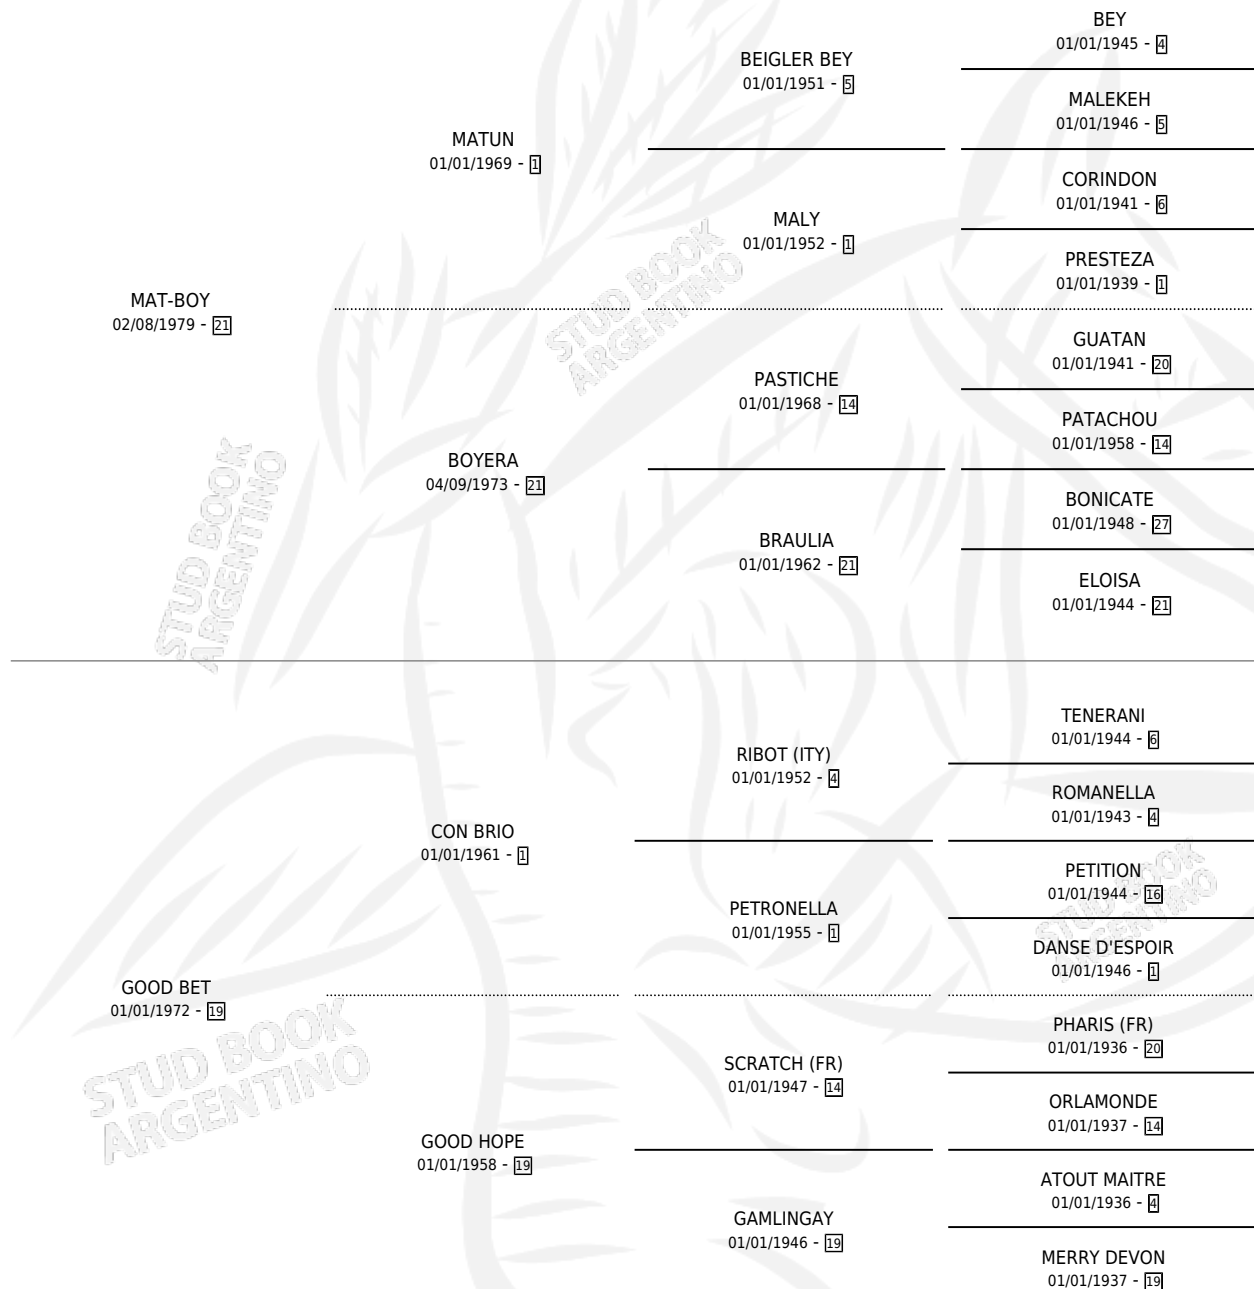 BEY
01/01/1945 - 4
BEIGLER BEY
01/01/1951 - 5
MALEKEH
01/01/1946 - 5
MATUN
01/01/1969 - 1
CORINDON
01/01/1941 - 6
MALY
01/01/1952 - 1
PRESTEZA
01/01/1939 - 1
MAT-BOY
02/08/1979 - 21
GUATAN
01/01/1941 - 20
PASTICHE
01/01/1968 - 14
PATACHOU
01/01/1958 - 14
BOYERA
04/09/1973 - 21
BONICATE
01/01/1948 - 27
BRAULIA
01/01/1962 - 21
ELOISA
01/01/1944 - 21
TENERANI
01/01/1944 - 6
RIBOT (ITY)
01/01/1952 - 4
ROMANELLA
01/01/1943 - 4
CON BRIO
01/01/1961 - 1
PETITION
01/01/1944 - 16
PETRONELLA
01/01/1955 - 1
DANSE D'ESPOIR
01/01/1946 - 1
GOOD BET
01/01/1972 - 19
PHARIS (FR)
01/01/1936 - 20
SCRATCH (FR)
01/01/1947 - 14
ORLAMONDE
01/01/1937 - 14
GOOD HOPE
01/01/1958 - 19
ATOUT MAITRE
01/01/1936 - 4
GAMLINGAY
01/01/1946 - 19
MERRY DEVON
01/01/1937 - 19
STUD BOOK
ARGENTINO
STUD BOOK
ARGENTINO
STUD BOOK
ARGENTINO
STUD BOOK
ARGENTINO